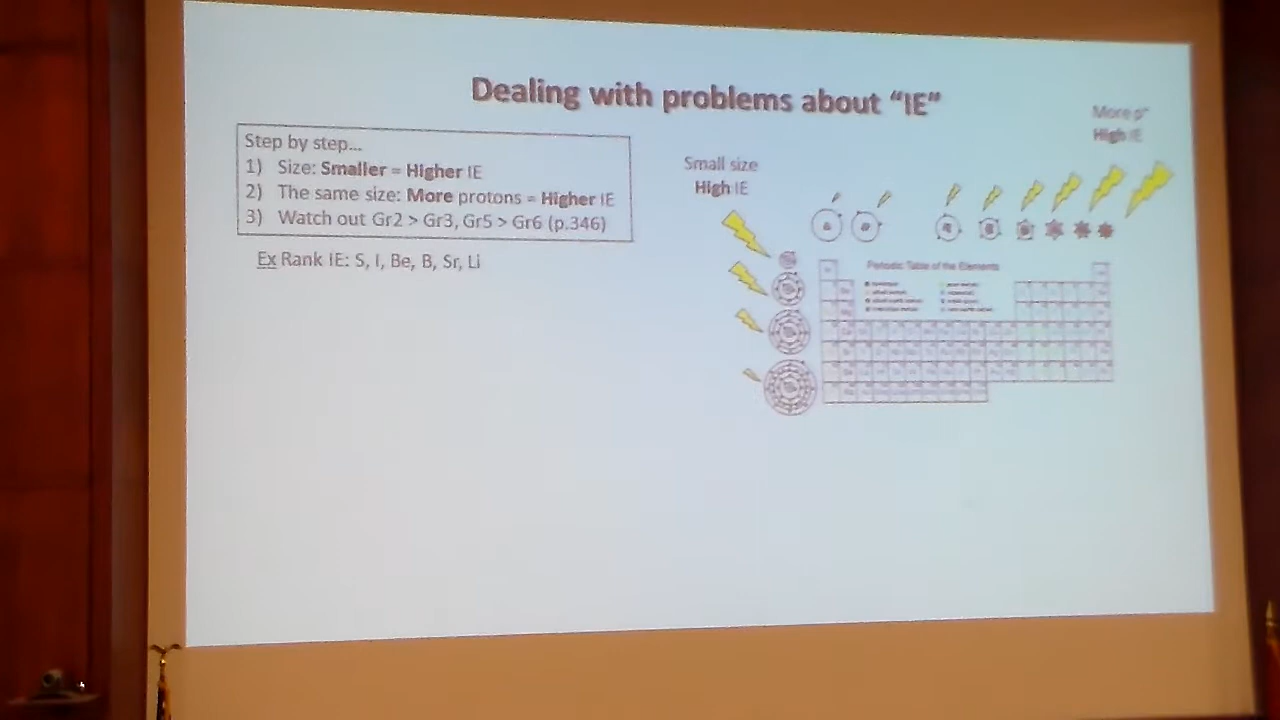 Dealing with problems about “IE”
Step by step...
1) Size: Smaller = Higher IE
2) The same size: More protons = Higher IE
3) Watch out Gr2 > Gr3, Gr5 > Gr6 (p.346)
Ex Rank IE: S, I, Be, B, Sr, Li
Small size
High IE
More p⁺
High IE
Periodic Table of the Elements